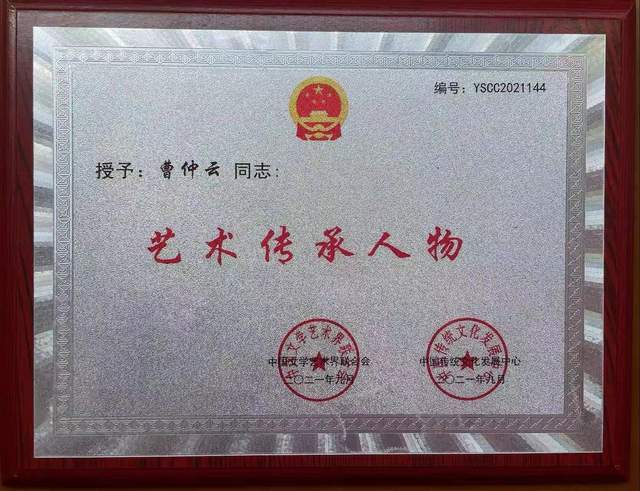 编号：YSCC2021144
授予：曹仲云 同志：
艺术传承人物
中国文学艺术界联合会
二〇二一年九月
中国传统文化发展中心
二〇二一年九月